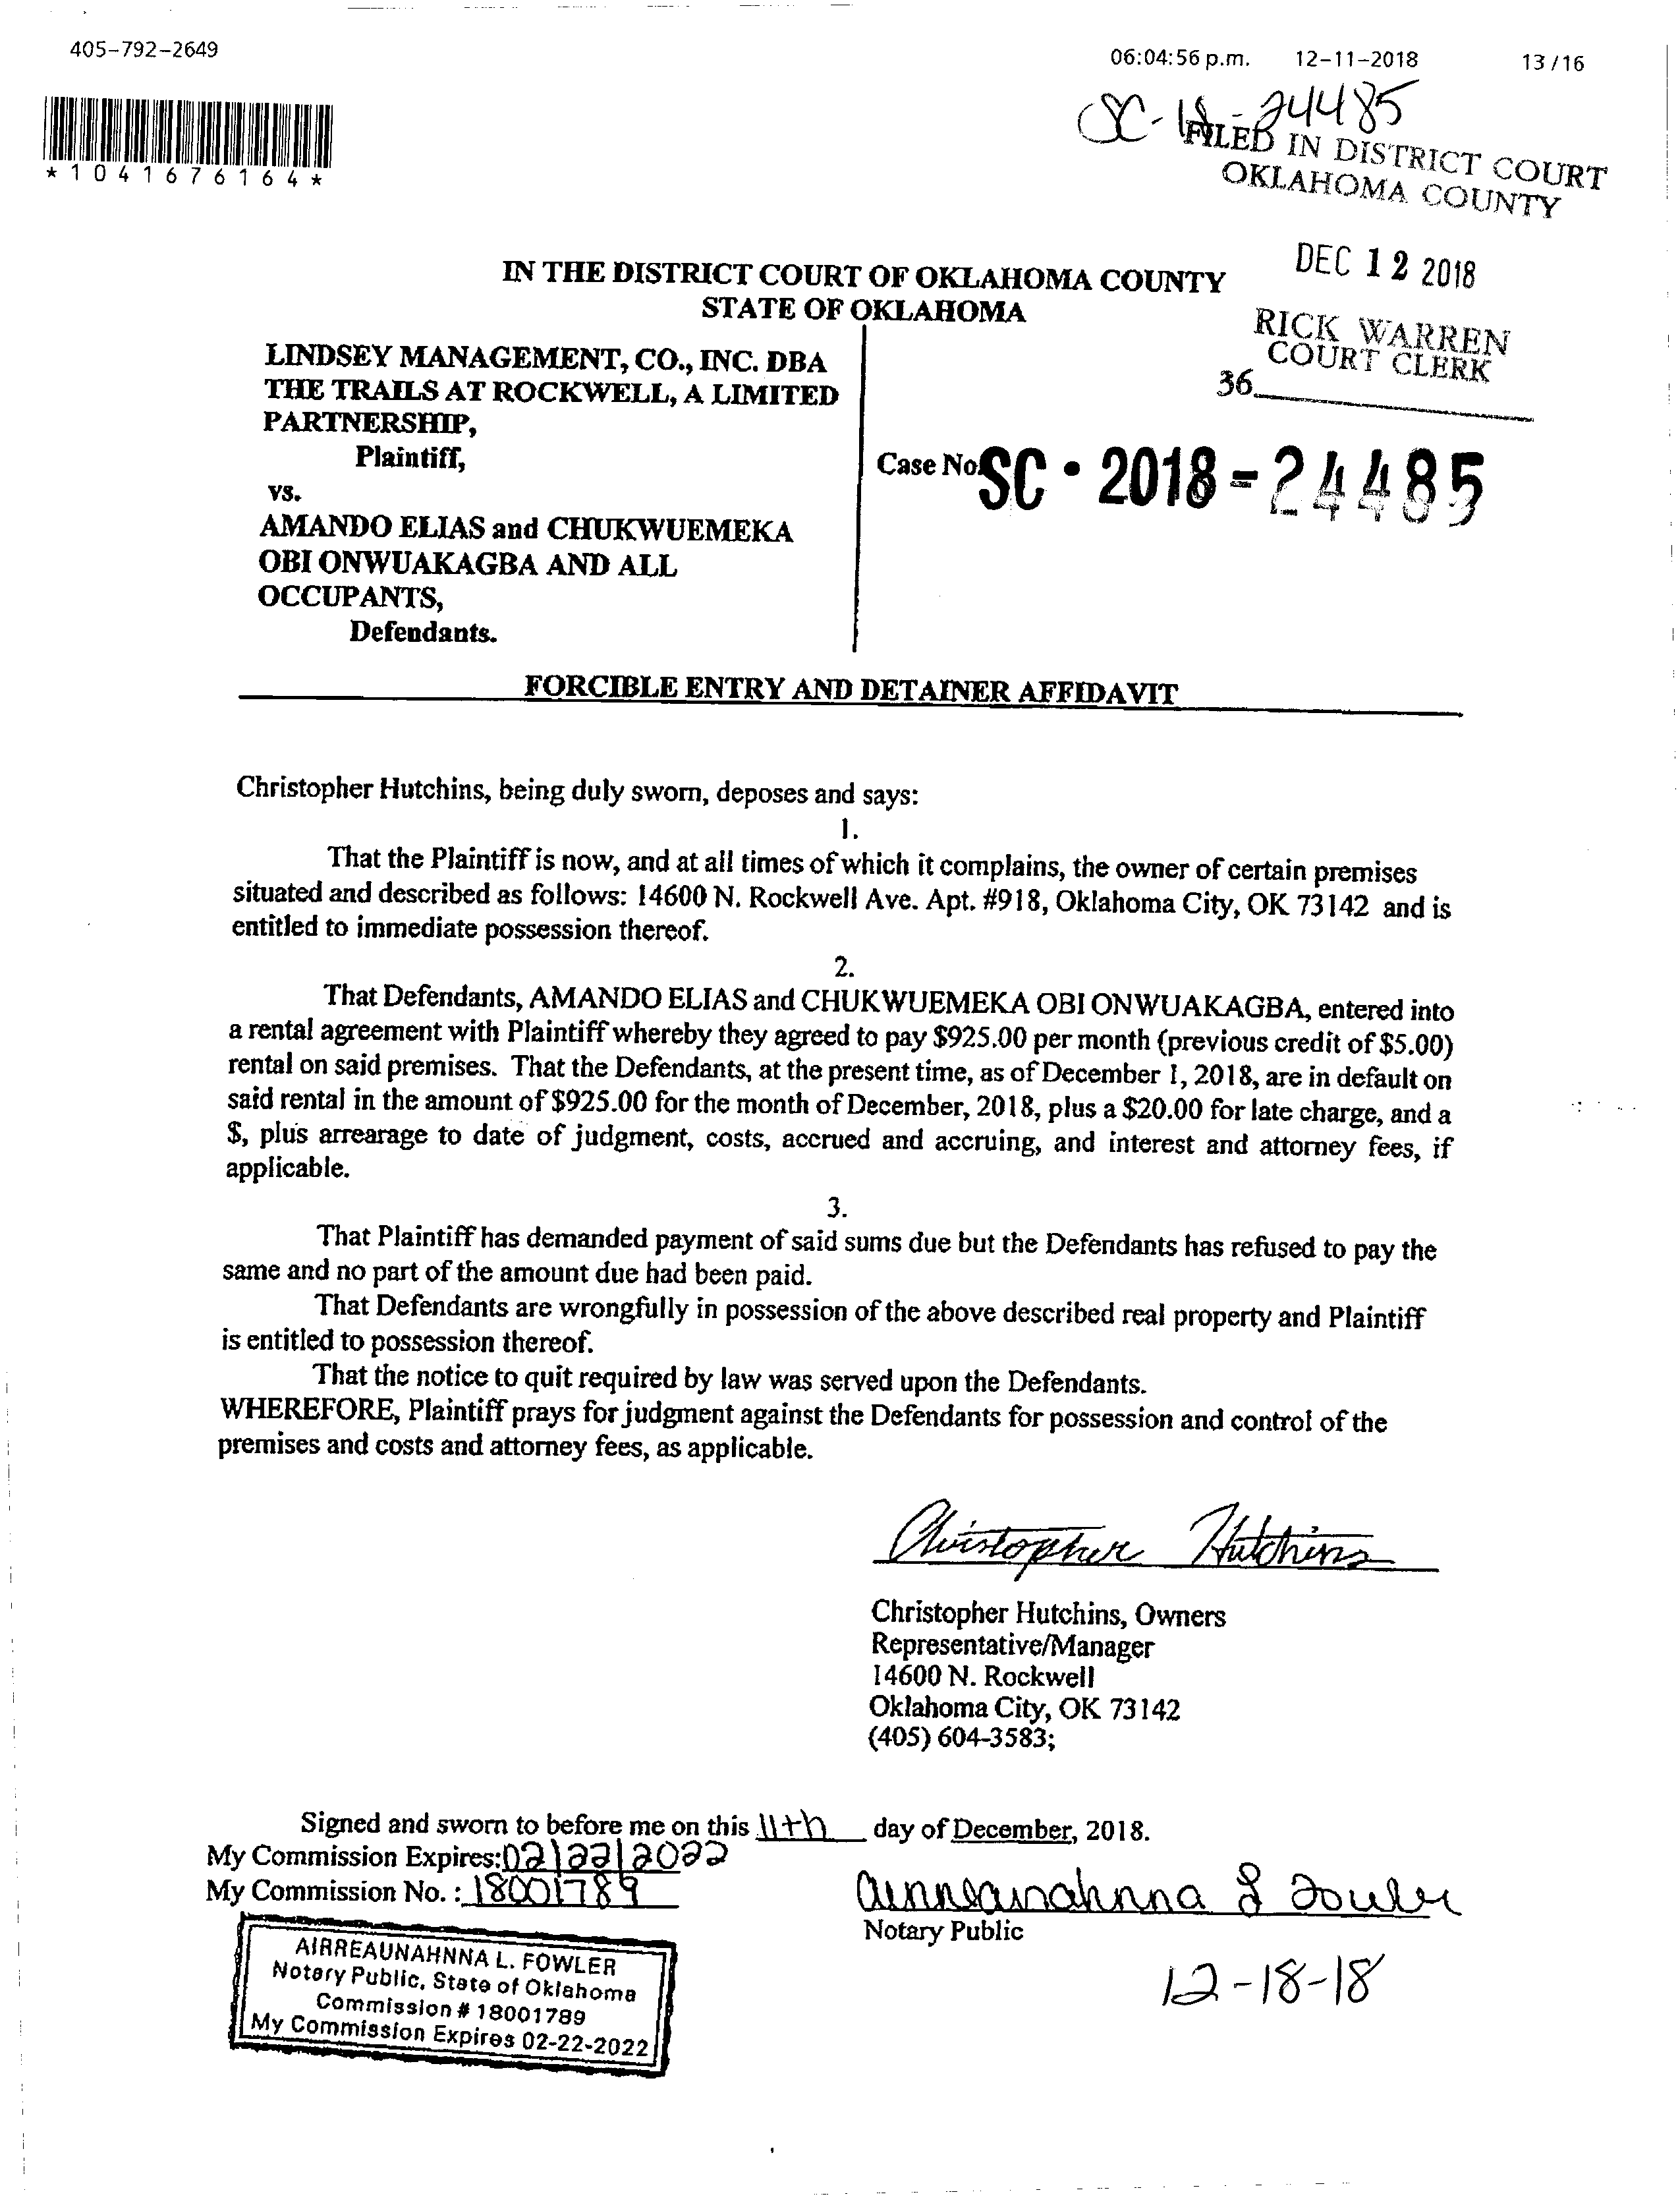 405-792-2649
06:04:56 p.m. 12-11-2018 13/16
*1041676164*
SC-18-24485
FILED IN DISTRICT COURT
OKLAHOMA COUNTY
DEC 12 2018
RICK WARREN
COURT CLERK
36
IN THE DISTRICT COURT OF OKLAHOMA COUNTY
STATE OF OKLAHOMA
LINDSEY MANAGEMENT, CO., INC. DBA
THE TRAILS AT ROCKWELL, A LIMITED
PARTNERSHIP,
Plaintiff,
vs.
AMANDO ELIAS and CHUKWUEMEKA
OBI ONWUAKAGBA AND ALL
OCCUPANTS,
Defendants.
Case No. SC • 2018 - 24485
FORCIBLE ENTRY AND DETAINER AFFIDAVIT
Christopher Hutchins, being duly sworn, deposes and says:
1.
That the Plaintiff is now, and at all times of which it complains, the owner of certain premises
situated and described as follows: 14600 N. Rockwell Ave. Apt. #918, Oklahoma City, OK 73142 and is
entitled to immediate possession thereof.
2.
That Defendants, AMANDO ELIAS and CHUKWUEMEKA OBI ONWUAKAGBA, entered into
a rental agreement with Plaintiff whereby they agreed to pay $925.00 per month (previous credit of $5.00)
rental on said premises. That the Defendants, at the present time, as of December 1, 2018, are in default on
said rental in the amount of $925.00 for the month of December, 2018, plus a $20.00 for late charge, and a
$, plus arrearage to date of judgment, costs, accrued and accruing, and interest and attorney fees, if
applicable.
3.
That Plaintiff has demanded payment of said sums due but the Defendants has refused to pay the
same and no part of the amount due had been paid.
That Defendants are wrongfully in possession of the above described real property and Plaintiff
is entitled to possession thereof.
That the notice to quit required by law was served upon the Defendants.
WHEREFORE, Plaintiff prays for judgment against the Defendants for possession and control of the
premises and costs and attorney fees, as applicable.
Christopher Hutchins
Christopher Hutchins, Owners
Representative/Manager
14600 N. Rockwell
Oklahoma City, OK 73142
(405) 604-3583;
Signed and sworn to before me on this 11th day of December, 2018.
My Commission Expires: 02/22/2022
My Commission No. : 18001789
Airreaunahnna L Fowler
Notary Public
AIRREAUNAHNNA L. FOWLER
Notary Public, State of Oklahoma
Commission # 18001789
My Commission Expires 02-22-2022
12-18-18